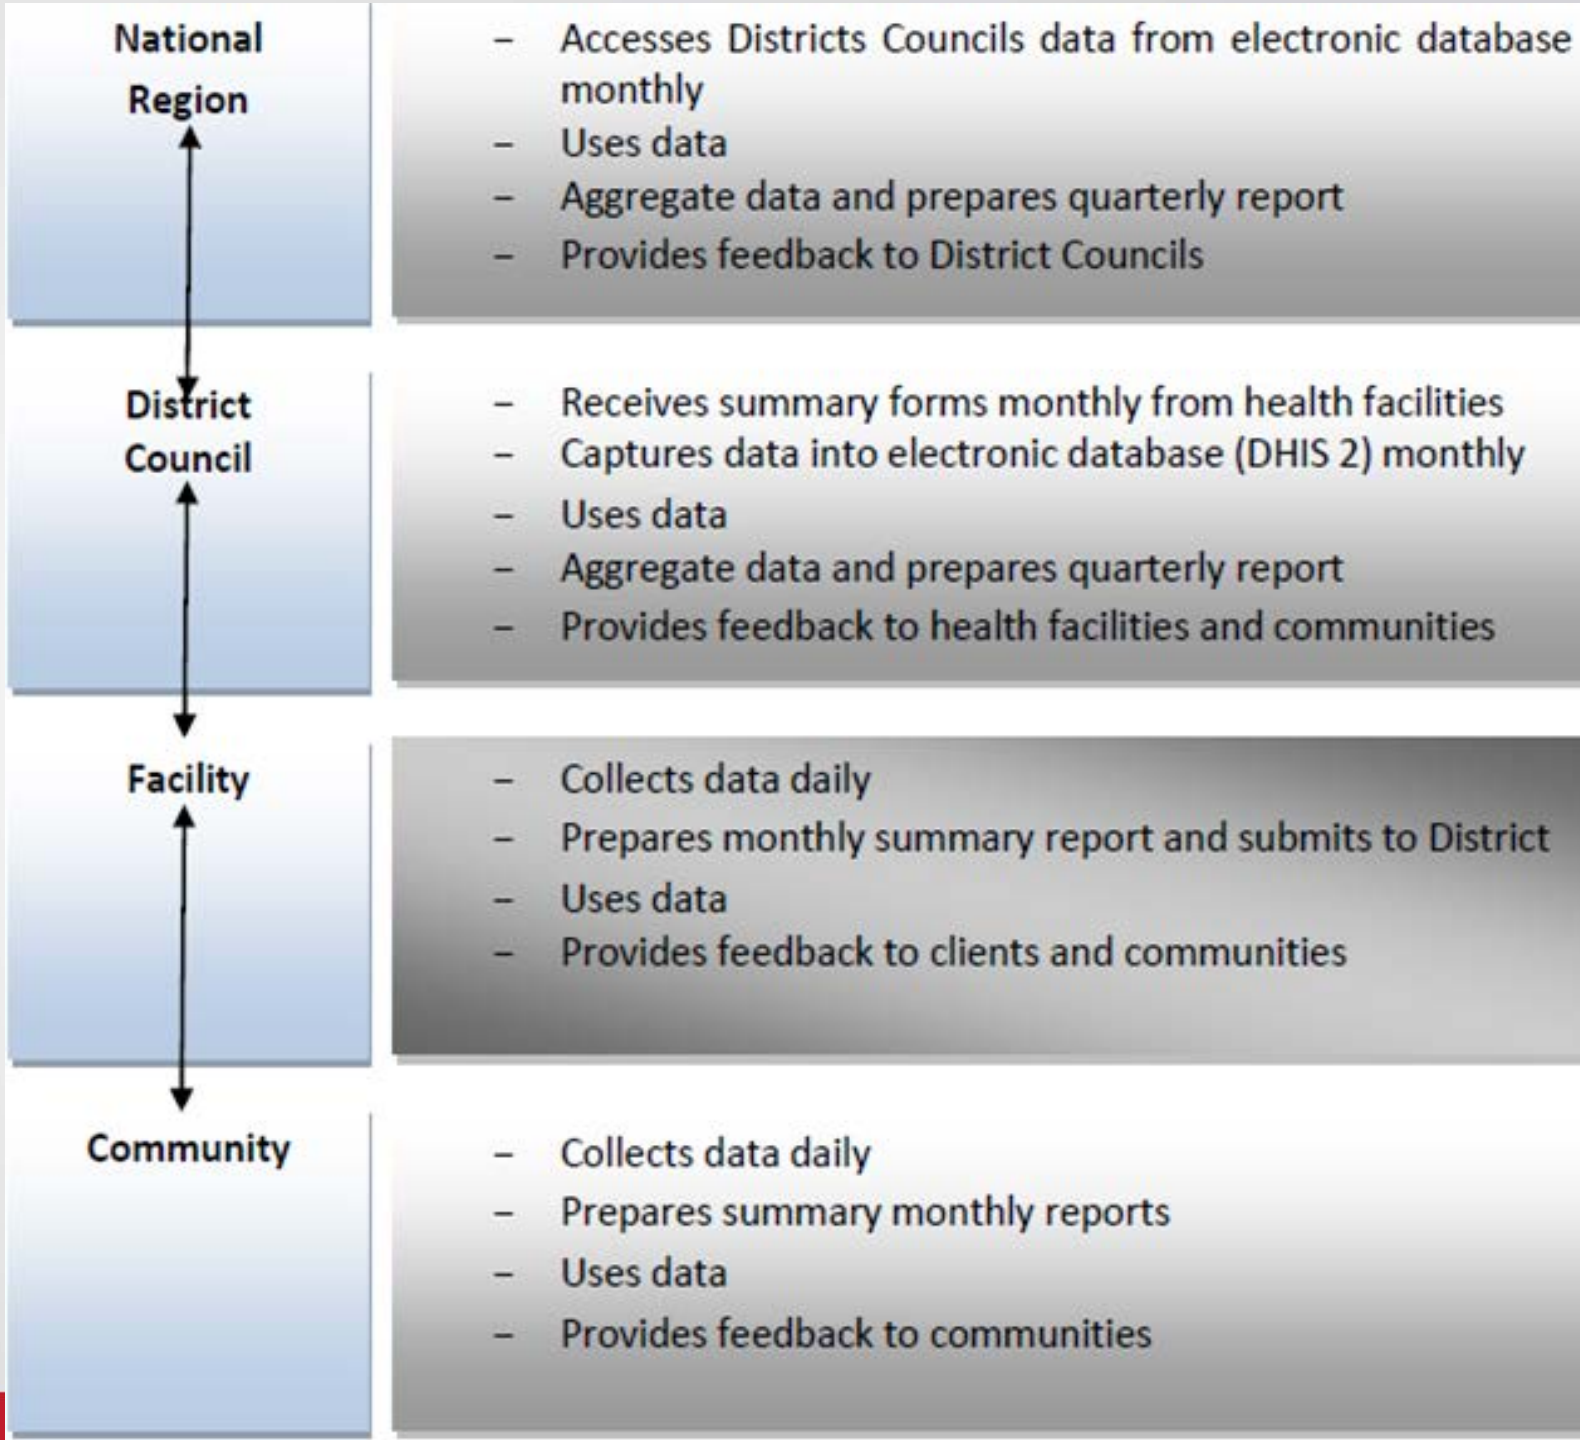 National
Region
– Accesses Districts Councils data from electronic database
monthly
– Uses data
– Aggregate data and prepares quarterly report
– Provides feedback to District Councils
District
Council
– Receives summary forms monthly from health facilities
– Captures data into electronic database (DHIS 2) monthly
– Uses data
– Aggregate data and prepares quarterly report
– Provides feedback to health facilities and communities
Facility
– Collects data daily
– Prepares monthly summary report and submits to District
– Uses data
– Provides feedback to clients and communities
Community
– Collects data daily
– Prepares summary monthly reports
– Uses data
– Provides feedback to communities